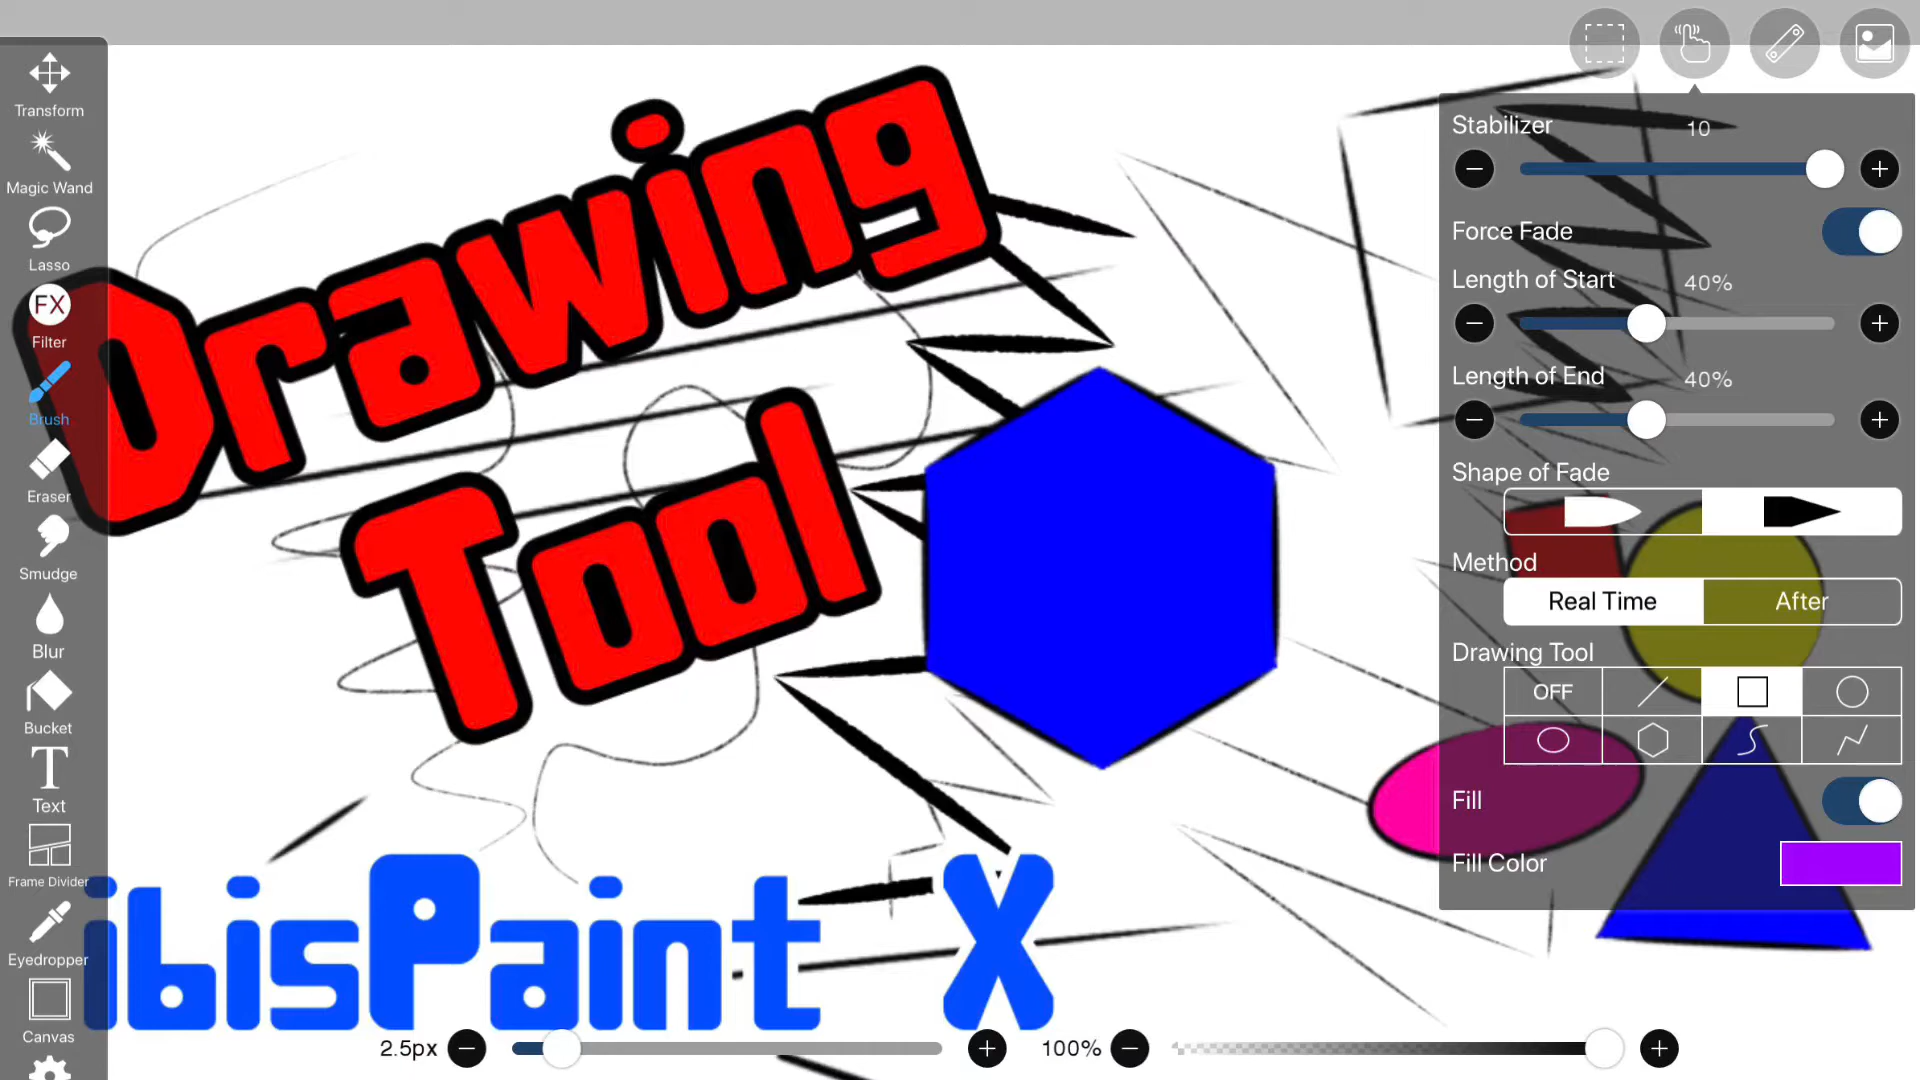 Transform
Magic Wand
Lasso
FX
Filter
Brush
Eraser
Smudge
Blur
Bucket
T
Text
Frame Divider
Eyedropper
Canvas
Drawing
Tool
ibisPaint X
Stabilizer 10
Force Fade
Length of Start 40%
Length of End 40%
Shape of Fade
Method
Real Time After
Drawing Tool
OFF
Fill
Fill Color
2.5px 100%